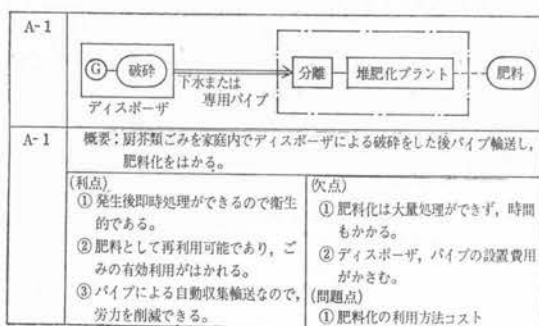 A-1
G 破砕
ディスポーザ
下水または
専用パイプ
分離 堆肥化プラント 肥料
A-1
概要:厨芥類ごみを家庭内でディスポーザによる破砕をした後パイプ輸送し,
肥料化をはかる。
(利点)
① 発生後即時処理ができるので衛生
的である。
② 肥料として再利用可能であり,ご
みの有効利用がはかれる。
③ パイプによる自動収集輸送なので,
労力を削減できる。
(欠点)
① 肥料化は大量処理ができず,時間
もかかる。
② ディスポーザ,パイプの設置費用
がかさむ。
(問題点)
① 肥料化の利用方法コスト